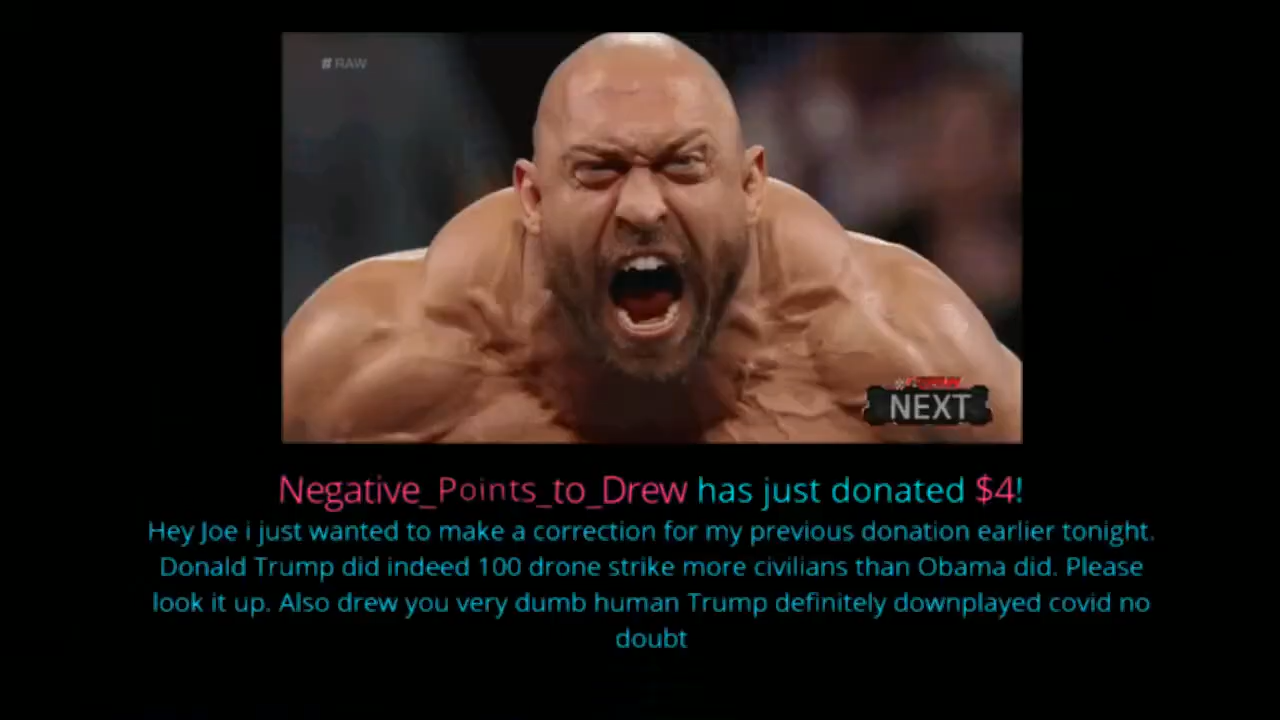 #RAW
NEXT
Negative_Points_to_Drew has just donated $4!
Hey Joe i just wanted to make a correction for my previous donation earlier tonight.
Donald Trump did indeed 100 drone strike more civilians than Obama did. Please
look it up. Also drew you very dumb human Trump definitely downplayed covid no
doubt